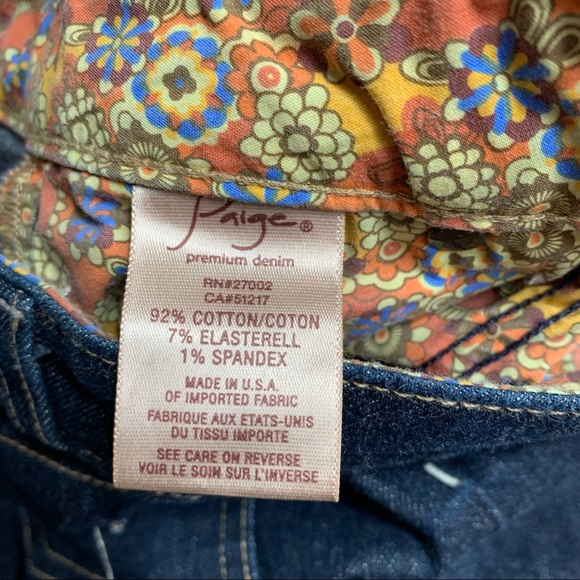 Paige®
premium denim
RN#27002
CA#51217
92% COTTON/COTON
7% ELASTERELL
1% SPANDEX
MADE IN U.S.A.
OF IMPORTED FABRIC
FABRIQUE AUX ETATS-UNIS
DU TISSU IMPORTE
SEE CARE ON REVERSE
VOIR LE SOIN SUR L'INVERSE